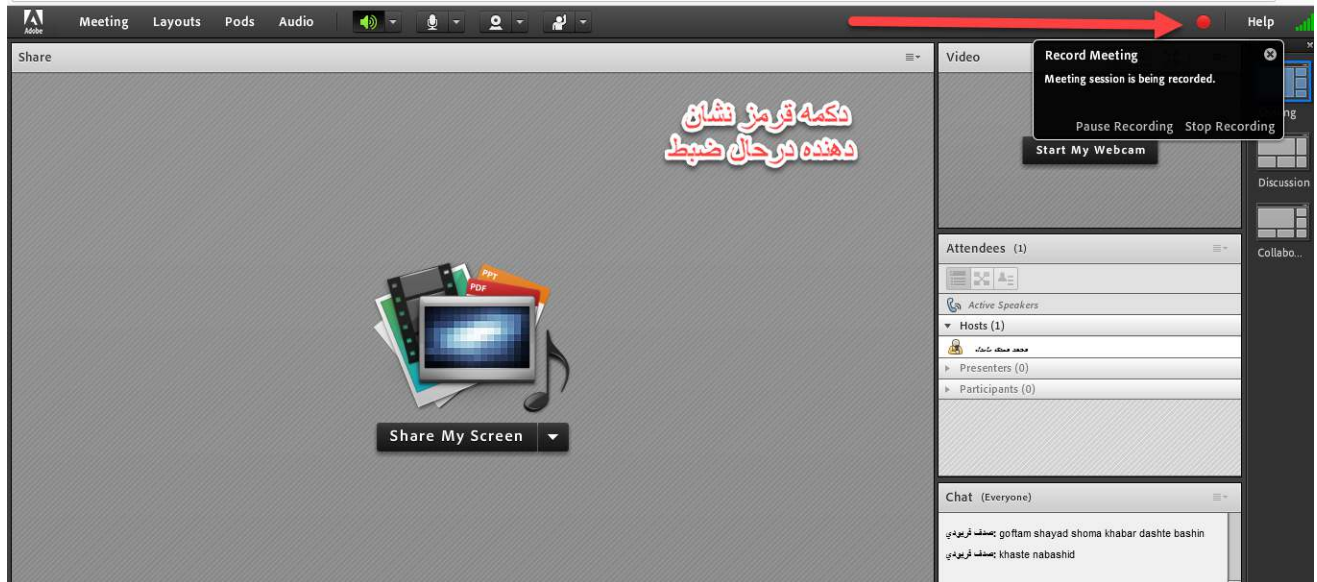 Adobe
Meeting Layouts Pods Audio Help
Share
Video
Record Meeting
Meeting session is being recorded.
Pause Recording Stop Recording
دکمه قرمز نشان
دهنده درحال ضبط
Start My Webcam
Discussion
Attendees (1)
Collabo...
Active Speakers
Hosts (1)
Presenters (0)
Participants (0)
PPT
PDF
Share My Screen
Chat (Everyone)
goftam shayad shoma khabar dashte bashin
khaste nabashid